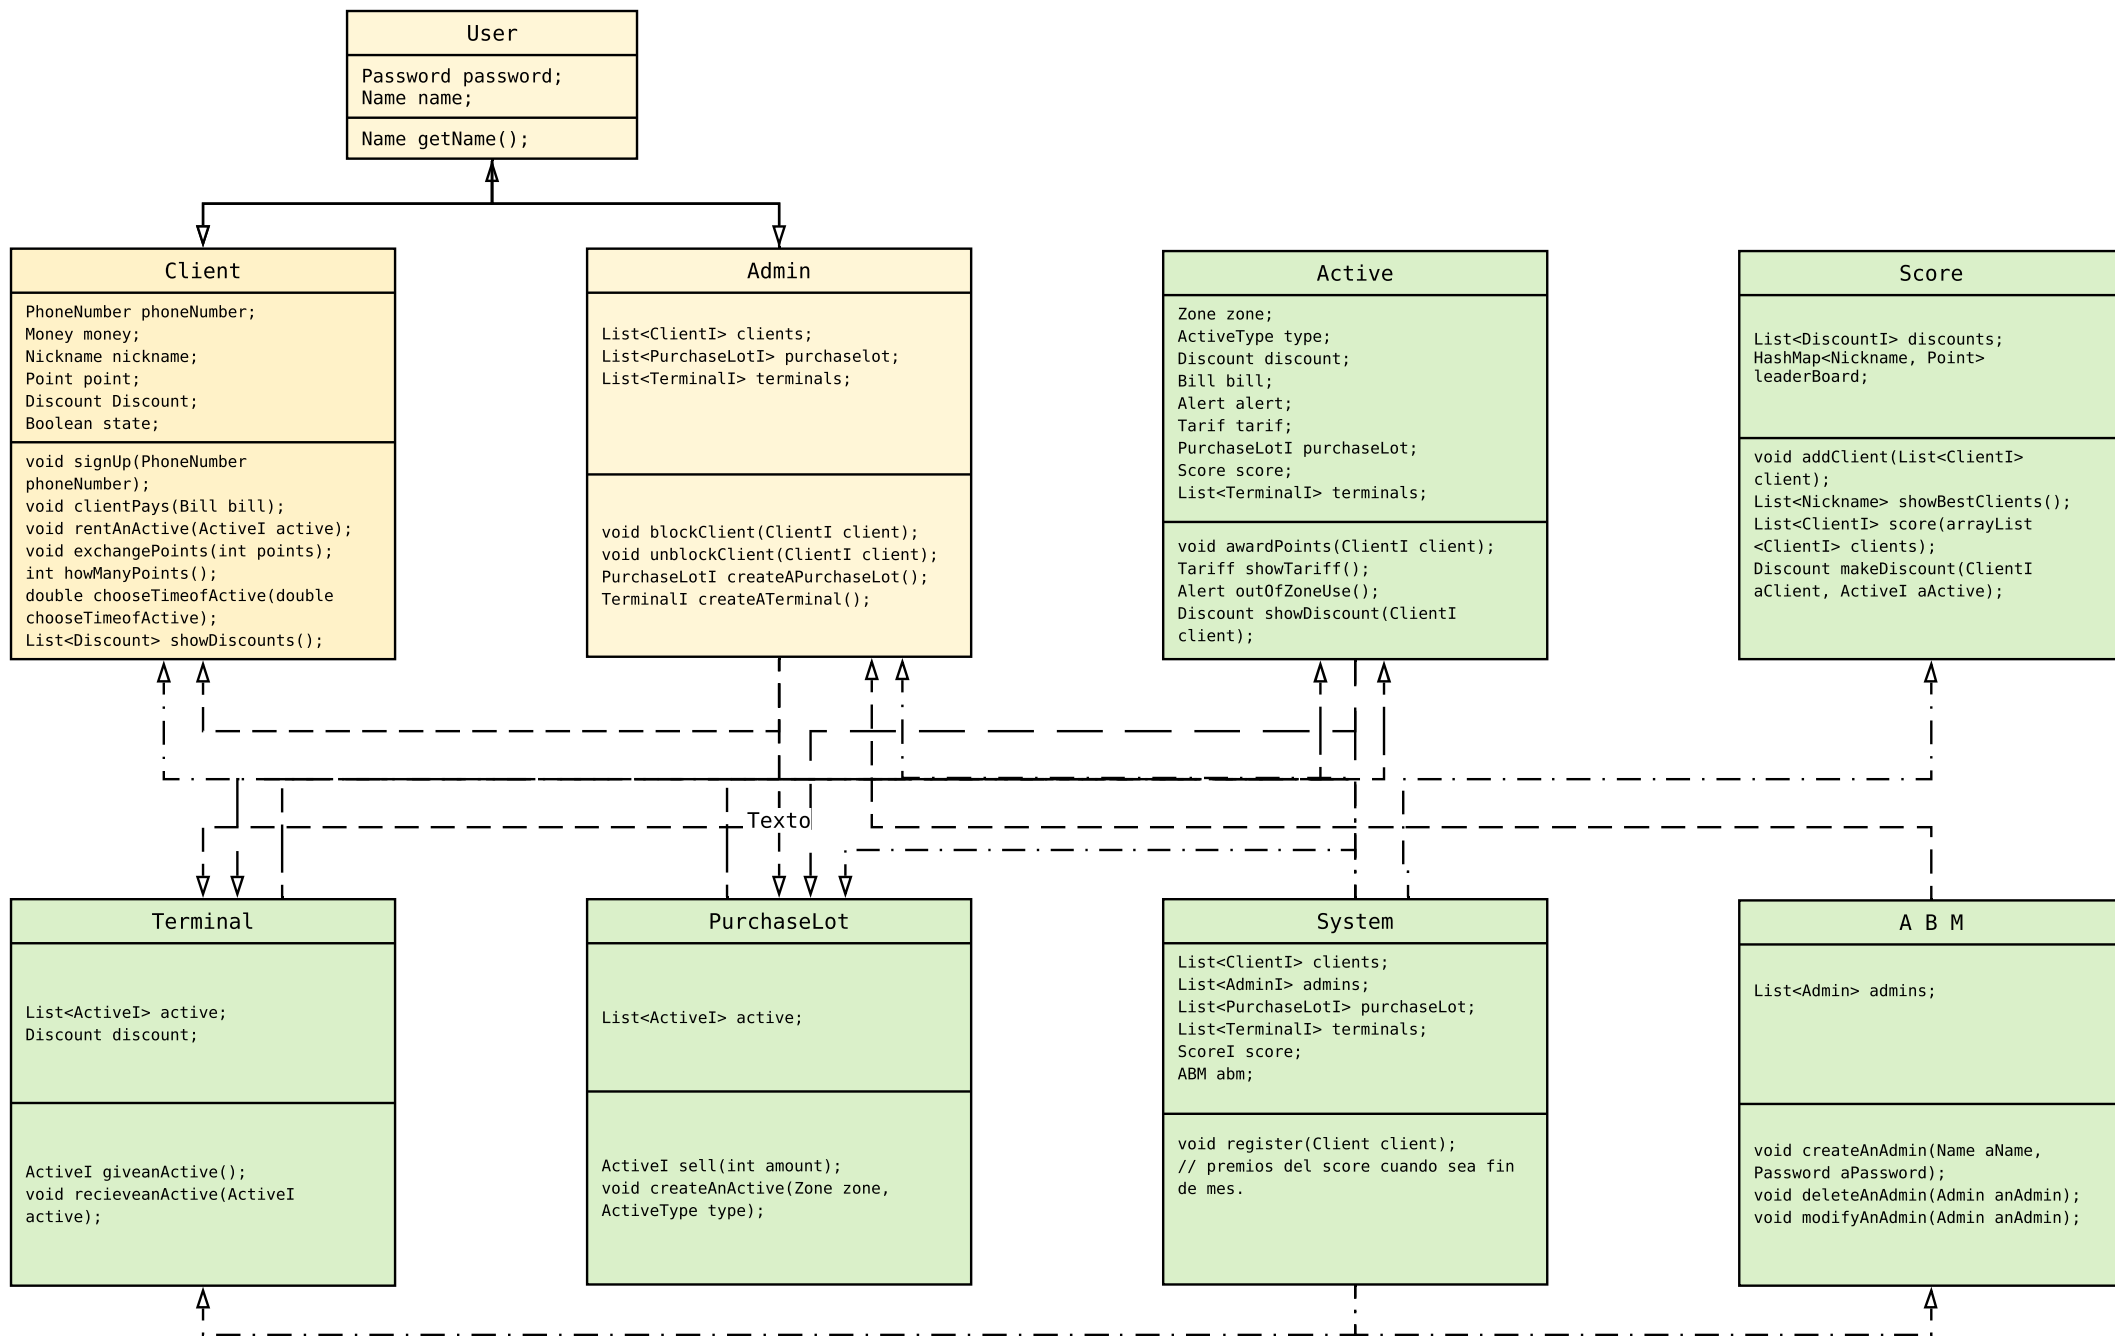 User
Password password;
Name name;
Name getName();
Client
PhoneNumber phoneNumber;
Money money;
Nickname nickname;
Point point;
Discount Discount;
Boolean state;
void signUp(PhoneNumber
phoneNumber);
void clientPays(Bill bill);
void rentAnActive(ActiveI active);
void exchangePoints(int points);
int howManyPoints();
double chooseTimeofActive(double
chooseTimeofActive);
List<Discount> showDiscounts();
Admin
List<ClientI> clients;
List<PurchaseLotI> purchaselot;
List<TerminalI> terminals;
void blockClient(ClientI client);
void unblockClient(ClientI client);
PurchaseLotI createAPurchaseLot();
TerminalI createATerminal();
Active
Zone zone;
ActiveType type;
Discount discount;
Bill bill;
Alert alert;
Tarif tarif;
PurchaseLotI purchaseLot;
Score score;
List<TerminalI> terminals;
void awardPoints(ClientI client);
Tariff showTariff();
Alert outOfZoneUse();
Discount showDiscount(ClientI
client);
Score
List<DiscountI> discounts;
HashMap<Nickname, Point>
leaderBoard;
void addClient(List<ClientI>
client);
List<Nickname> showBestClients();
List<ClientI> score(arrayList
<ClientI> clients);
Discount makeDiscount(ClientI
aClient, ActiveI aActive);
Texto
Terminal
List<ActiveI> active;
Discount discount;
ActiveI giveanActive();
void recieveanActive(ActiveI
active);
PurchaseLot
List<ActiveI> active;
ActiveI sell(int amount);
void createAnActive(Zone zone,
ActiveType type);
System
List<ClientI> clients;
List<AdminI> admins;
List<PurchaseLotI> purchaseLot;
List<TerminalI> terminals;
ScoreI score;
ABM abm;
void register(Client client);
// premios del score cuando sea fin
de mes.
A B M
List<Admin> admins;
void createAnAdmin(Name aName,
Password aPassword);
void deleteAnAdmin(Admin anAdmin);
void modifyAnAdmin(Admin anAdmin);